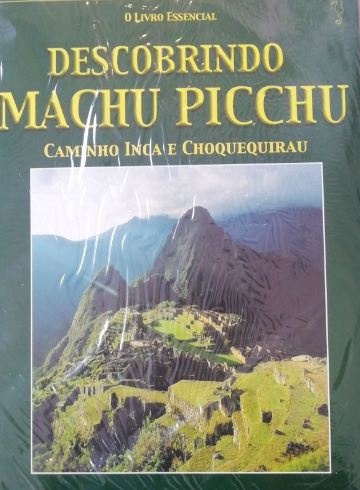 O LIVRO ESSENCIAL
DESCOBRINDO
MACHU PICCHU
CAMINHO INCA E CHOQUEQUIRAU